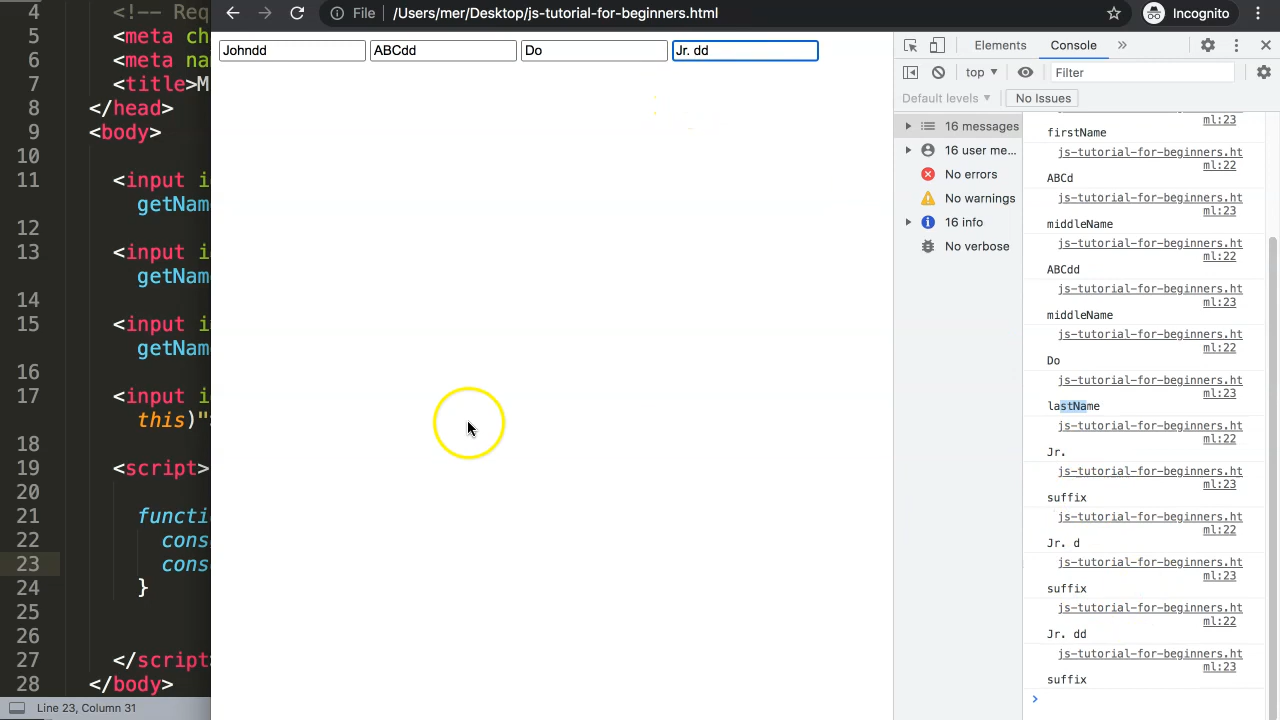 File /Users/mer/Desktop/js-tutorial-for-beginners.html Incognito
Johndd ABCdd Do Jr. dd
Elements Console »
top Filter
Default levels No Issues
16 messages
16 user me...
No errors
No warnings
16 info
No verbose
ml:23
firstName
js-tutorial-for-beginners.ht
ml:22
ABCd
js-tutorial-for-beginners.ht
ml:23
middleName
js-tutorial-for-beginners.ht
ml:22
ABCdd
js-tutorial-for-beginners.ht
ml:23
middleName
js-tutorial-for-beginners.ht
ml:22
Do
js-tutorial-for-beginners.ht
ml:23
lastName
js-tutorial-for-beginners.ht
ml:22
Jr.
js-tutorial-for-beginners.ht
ml:23
suffix
js-tutorial-for-beginners.ht
ml:22
Jr. d
js-tutorial-for-beginners.ht
ml:23
suffix
js-tutorial-for-beginners.ht
ml:22
Jr. dd
js-tutorial-for-beginners.ht
ml:23
suffix
4 <!-- Req
5 <meta ch
6 <meta na
7 <title>M
8 </head>
9 <body>
10
11 <input i
getNam
12
13 <input i
getNam
14
15 <input i
getNam
16
17 <input i
this)"
18
19 <script>
20
21 functi
22 cons
23 cons
24 }
25
26
27 </script
28 </body>
Line 23, Column 31